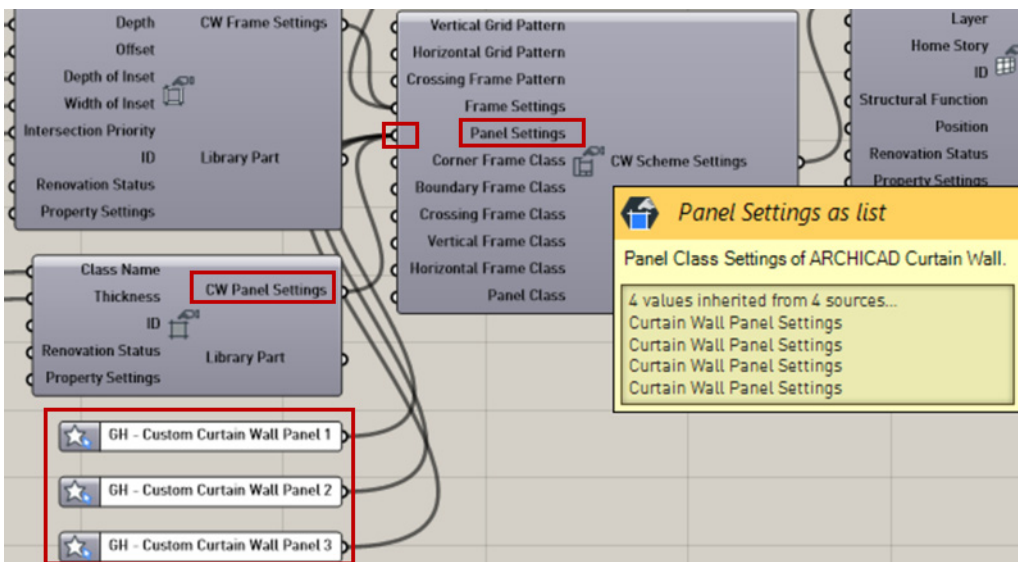 Depth
Offset
Depth of Inset
Width of Inset
Intersection Priority
ID
Renovation Status
Property Settings
CW Frame Settings
Library Part
Vertical Grid Pattern
Horizontal Grid Pattern
Crossing Frame Pattern
Frame Settings
Panel Settings
Corner Frame Class
Boundary Frame Class
Crossing Frame Class
Vertical Frame Class
Horizontal Frame Class
Panel Class
CW Scheme Settings
Layer
Home Story
ID
Structural Function
Position
Renovation Status
Property Settings
Panel Settings as list
Panel Class Settings of ARCHICAD Curtain Wall.
4 values inherited from 4 sources...
Curtain Wall Panel Settings
Curtain Wall Panel Settings
Curtain Wall Panel Settings
Curtain Wall Panel Settings
Class Name
Thickness
ID
Renovation Status
Property Settings
CW Panel Settings
Library Part
GH - Custom Curtain Wall Panel 1
GH - Custom Curtain Wall Panel 2
GH - Custom Curtain Wall Panel 3